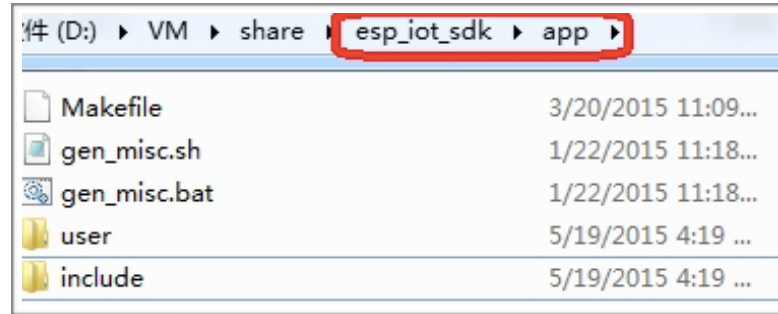 件 (D:) ▸ VM ▸ share ▸ esp_iot_sdk ▸ app ▸
Makefile 3/20/2015 11:09...
gen_misc.sh 1/22/2015 11:18...
gen_misc.bat 1/22/2015 11:18...
user 5/19/2015 4:19 ...
include 5/19/2015 4:19 ...